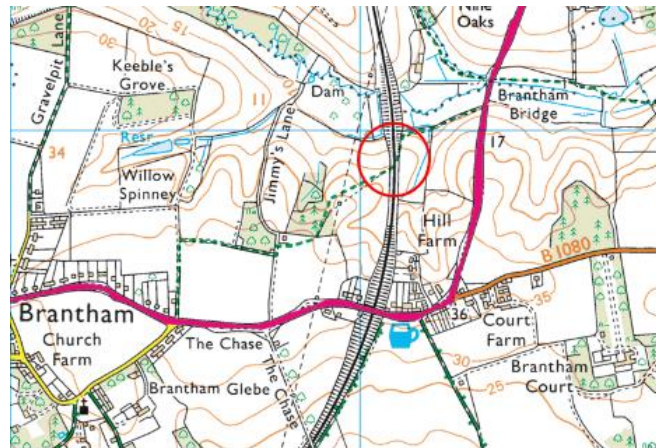 Nine
Oaks
Gravelpit Lane
Keeble's
Grove
Dam
Brantham
Bridge
Resr
Willow
Spinney
Jimmy's Lane
Hill
Farm
B 1080
Brantham
Church
Farm
The Chase
The Chase
Court
Farm
Brantham Glebe
Brantham
Court
30
15
20
10
11
34
17
36
35
30
25